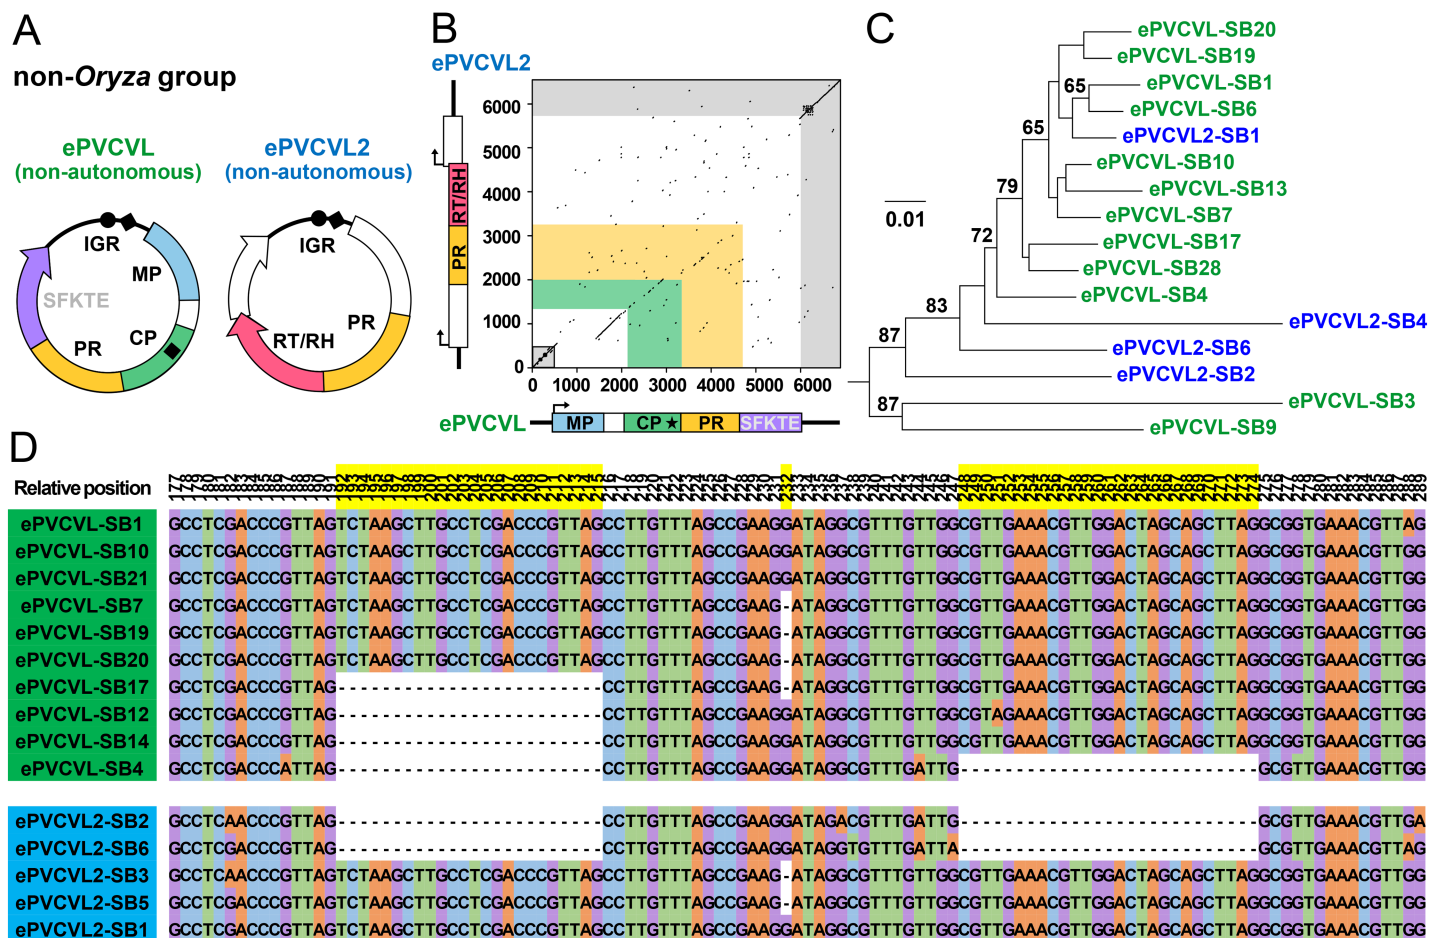 A
non-Oryza group
ePVCVL
(non-autonomous)
ePVCVL2
(non-autonomous)
IGR
MP
SFKTE
CP
PR
IGR
PR
RT/RH
B
ePVCVL2
RT/RH
PR
6000
5000
4000
3000
2000
1000
0
0 1000 2000 3000 4000 5000 6000
ePVCVL MP CP ★ PR SFKTE
C
ePVCVL-SB20
ePVCVL-SB19
65 ePVCVL-SB1
ePVCVL-SB6
65 ePVCVL2-SB1
ePVCVL-SB10
79 ePVCVL-SB13
ePVCVL-SB7
0.01
72 ePVCVL-SB17
ePVCVL-SB28
ePVCVL-SB4
83 ePVCVL2-SB4
87 ePVCVL2-SB6
ePVCVL2-SB2
87 ePVCVL-SB3
ePVCVL-SB9
D
Relative position
ePVCVL-SB1 GCCTCGACCCGTTAGTCTAAGCTTGCCTCGACCCGTTAGCCTTGTTTAGCCGAAGGATAGGCGTTTGTTGGCGTTGAAACGTTGGACTAGCAGCTTAGGCGGTGAAACGTTAG
ePVCVL-SB10 GCCTCGACCCGTTAGTCTAAGCTTGCCTCGACCCGTTAGCCTTGTTTAGCCGAAGGATAGGCGTTTGTTGGCGTTGAAACGTTGGACTAGCAGCTTAGGCGGTGAAACGTTGG
ePVCVL-SB21 GCCTCGACCCGTTAGTCTAAGCTTGCCTCGACCCGTTAGCCTTGTTTAGCCGAAGGATAGGCGTTTGTTGGCGTTGAAACGTTGGACTAGCAGCTTAGGCGGTGAAACGTTGG
ePVCVL-SB7 GCCTCGACCCGTTAGTCTAAGCTTGCCTCGACCCGTTAGCCTTGTTTAGCCGAAG-ATAGGCGTTTGTTGGCGTTGAAACGTTGGACTAGCAGCTTAGGCGGTGAAACGTTGG
ePVCVL-SB19 GCCTCGACCCGTTAGTCTAAGCTTGCCTCGACCCGTTAGCCTTGTTTAGCCGAAG-ATAGGCGTTTGTTGGCGTTGAAACGTTGGACTAGCAGCTTAGGCGGTGAAACGTTGG
ePVCVL-SB20 GCCTCGACCCGTTAGTCTAAGCTTGCCTCGACCCGTTAGCCTTGTTTAGCCGAAG-ATAGGCGTTTGTTGGCGTTGAAACGTTGGACTAGCAGCTTAGGCGGTGAAACGTTGG
ePVCVL-SB17 GCCTCGACCCGTTAG------------------------CCTTGTTTAGCCGAAG-ATAGGCGTTTGTTGGCGTTGAAACGTTGGACTAGCAGCTTAGGCGGTGAAACGTTGG
ePVCVL-SB12 GCCTCGACCCGTTAG------------------------CCTTGTTTAGCCGAAGGATAGGCGTTTGTTGGCGTAGAAACGTTGGACTAGCAGCTTAGGCGGTGAAACGTTGG
ePVCVL-SB14 GCCTCGACCCGTTAG------------------------CCTTGTTTAGCCGAAGGATAGGCGTTTGTTGGCGTTGAAACGTTGGACTAGCAGCTTAGGCGGTGAAACGTTGG
ePVCVL-SB4 GCCTCGACCCATTAG------------------------CCTTGTTTAGCCGAAGGATAGGCGTTTGATTG---------------------------GCGTTGAAACGTTGG
ePVCVL2-SB2 GCCTCAACCCGTTAG------------------------CCTTGTTTAGCCGAAGGATAGACGTTTGATTG---------------------------GCGTTGAAACGTTGA
ePVCVL2-SB6 GCCTCGACCCGTTAG------------------------CCTTGTTTAGCCGAAGGATAGGTGTTTGATTA---------------------------GCGTTGAAACGTTAG
ePVCVL2-SB3 GCCTCAACCCGTTAGTCTAAGCTTGCCTCGACCCGTTAGCCTTGTTTAGCCGAAG-ATAGGCGTTTGTTGGCGTTGAAACGTTGGACTAGCAGCTTAGGCGGTGAAACGTTGG
ePVCVL2-SB5 GCCTCGACCCGTTAGTCTAAGCTTGCCTCGACCCGTTAGCCTTGTTTAGCCGAAG-ATAGGCGTTTGTTGGCGTTGAAACGTTGGACTAGCAGCTTAGGCGGTGAAACGTTGG
ePVCVL2-SB1 GCCTCGACCCGTTAGTCTAAGCTTGCCTCGACCCGTTAGCCTTGTTTAGCCGAAGGATAGGCGTTTGTTGGCGTTGAAACGTTGGACTAGCAGCTTAGGCGGTGAAACGTTGG